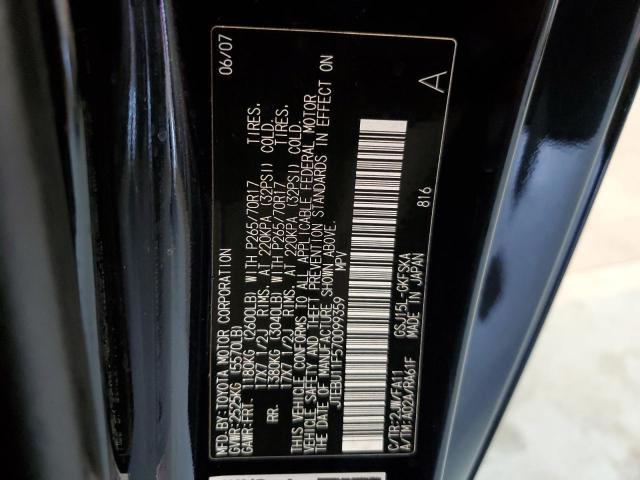 MFD. BY: TOYOTA MOTOR CORPORATION 06/07
GVWR: 2525KG (5570LB)
GAWR: FRT. 1180KG (2600LB) WITH P265/70R17 TIRES,
17X7 1/2J RIMS, AT 220KPA (32PSI) COLD.
RR. 1380KG (3040LB) WITH P265/70R17 TIRES,
17X7 1/2J RIMS, AT 220KPA (32PSI) COLD.
THIS VEHICLE CONFORMS TO ALL APPLICABLE FEDERAL MOTOR
VEHICLE SAFETY AND THEFT PREVENTION STANDARDS IN EFFECT ON
THE DATE OF MANUFACTURE SHOWN ABOVE.
JTEBU11F570099359 MPV
C/TR: 202/FA11 GSJ15L-GKFSKA 816 A
A/TM: A02A/RA61F MADE IN JAPAN